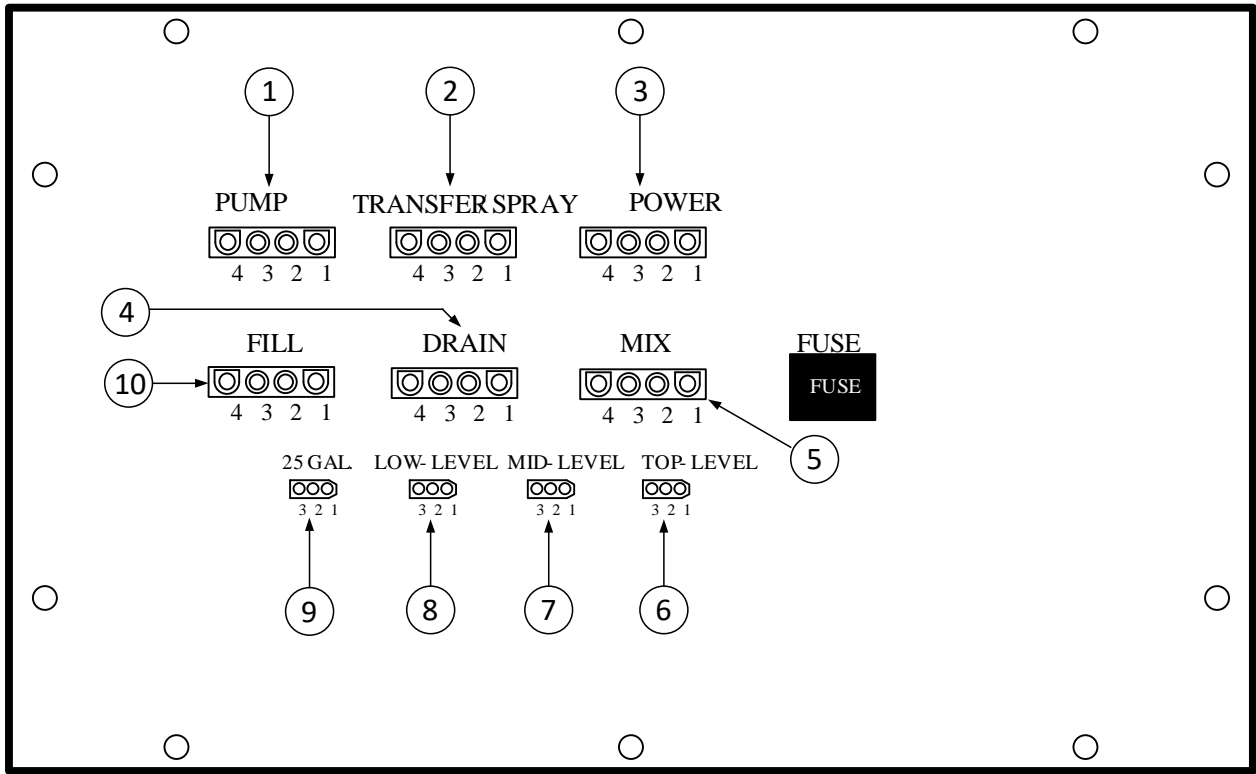 1 2 3
PUMP TRANSFER/SPRAY POWER
4 3 2 1 4 3 2 1 4 3 2 1
4
FILL DRAIN MIX FUSE
10 FUSE
4 3 2 1 4 3 2 1 4 3 2 1
5
25 GAL. LOW-LEVEL MID-LEVEL TOP-LEVEL
3 2 1 3 2 1 3 2 1 3 2 1
9 8 7 6